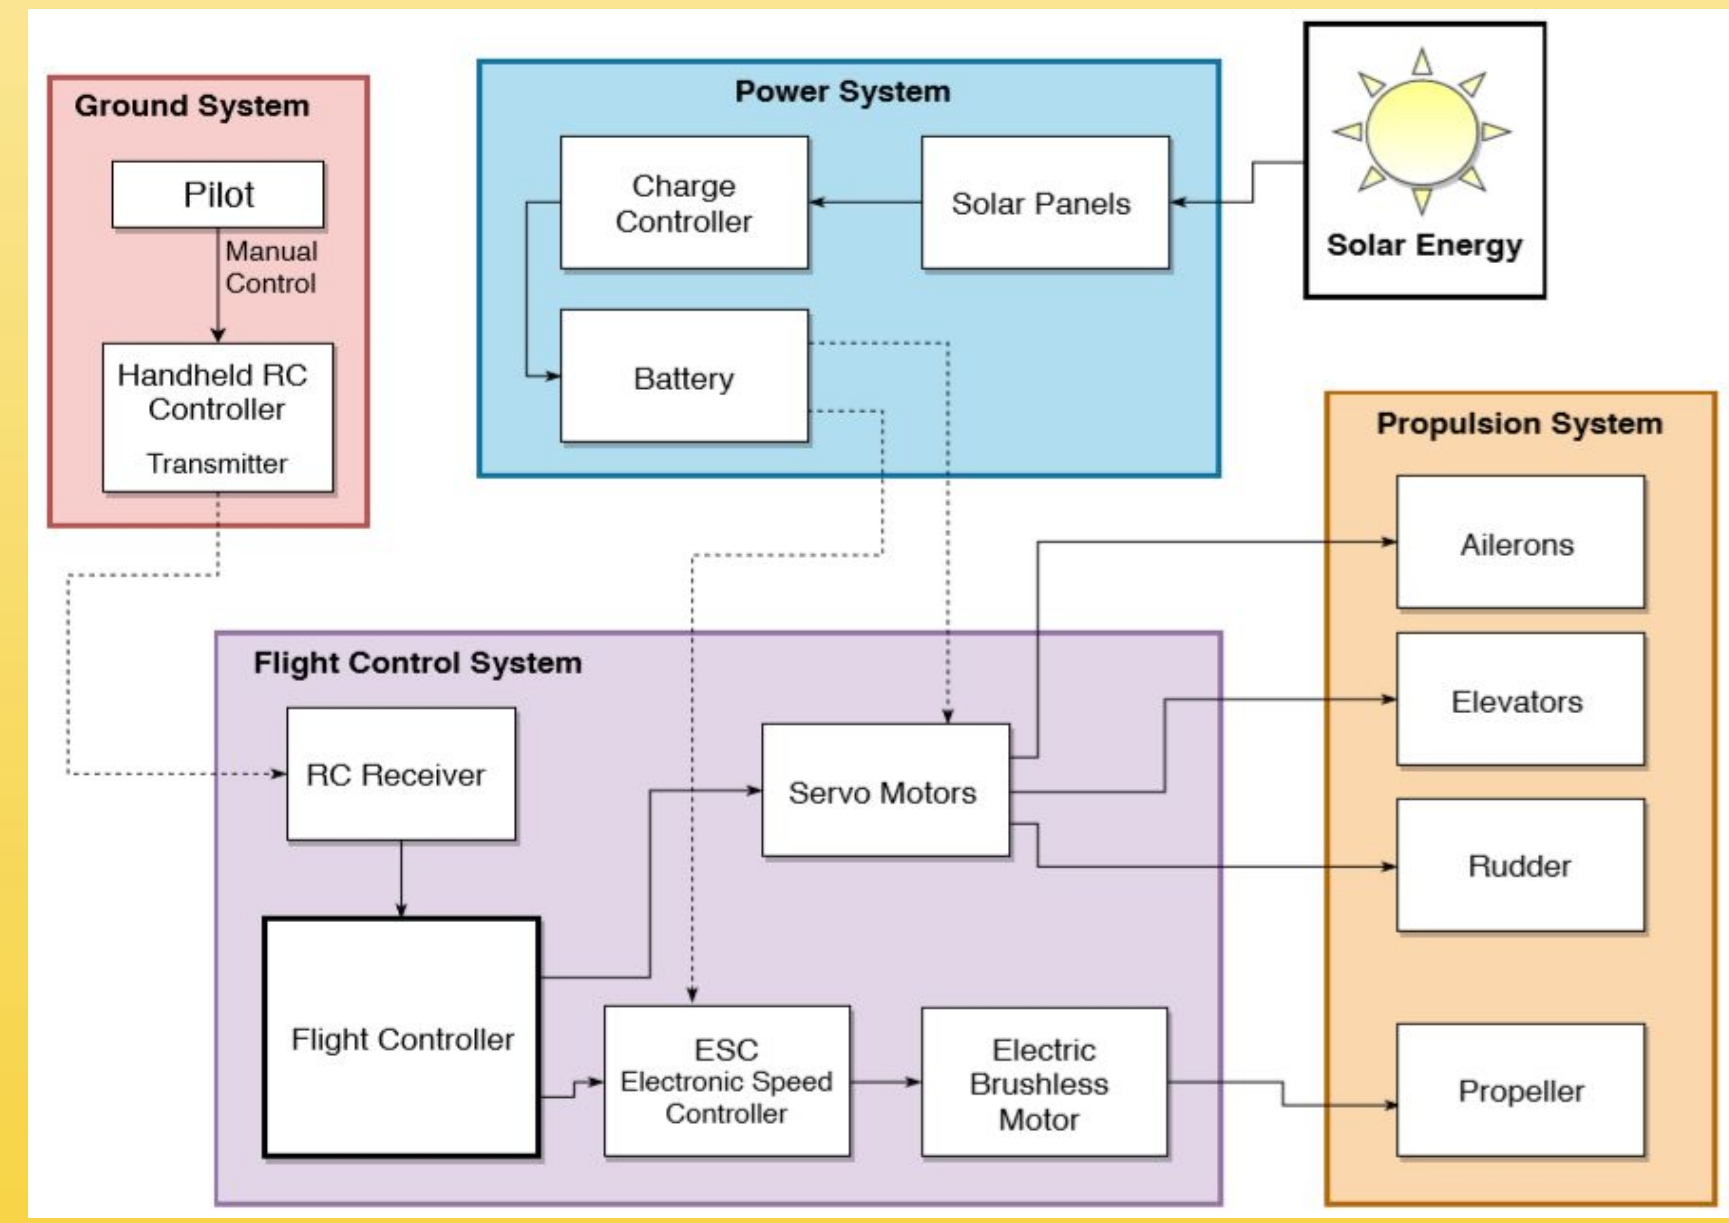 Ground System
Pilot
Manual
Control
Handheld RC
Controller
Transmitter
Power System
Charge
Controller
Solar Panels
Battery
Solar Energy
Flight Control System
RC Receiver
Servo Motors
Flight Controller
ESC
Electronic Speed
Controller
Electric
Brushless
Motor
Propulsion System
Ailerons
Elevators
Rudder
Propeller